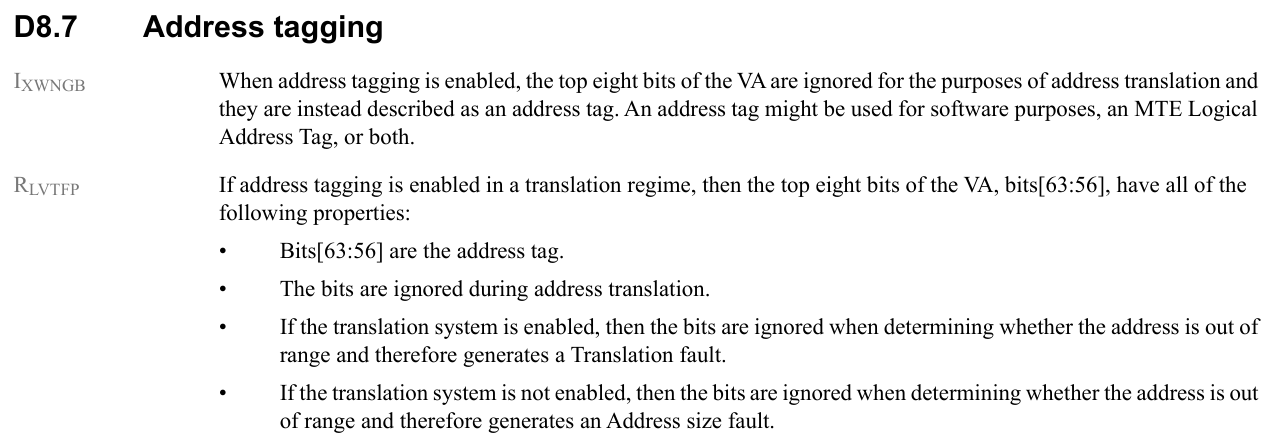 D8.7 Address tagging
IXWNGB When address tagging is enabled, the top eight bits of the VA are ignored for the purposes of address translation and
they are instead described as an address tag. An address tag might be used for software purposes, an MTE Logical
Address Tag, or both.
RLVTFP If address tagging is enabled in a translation regime, then the top eight bits of the VA, bits[63:56], have all of the
following properties:
• Bits[63:56] are the address tag.
• The bits are ignored during address translation.
• If the translation system is enabled, then the bits are ignored when determining whether the address is out of
range and therefore generates a Translation fault.
• If the translation system is not enabled, then the bits are ignored when determining whether the address is out
of range and therefore generates an Address size fault.